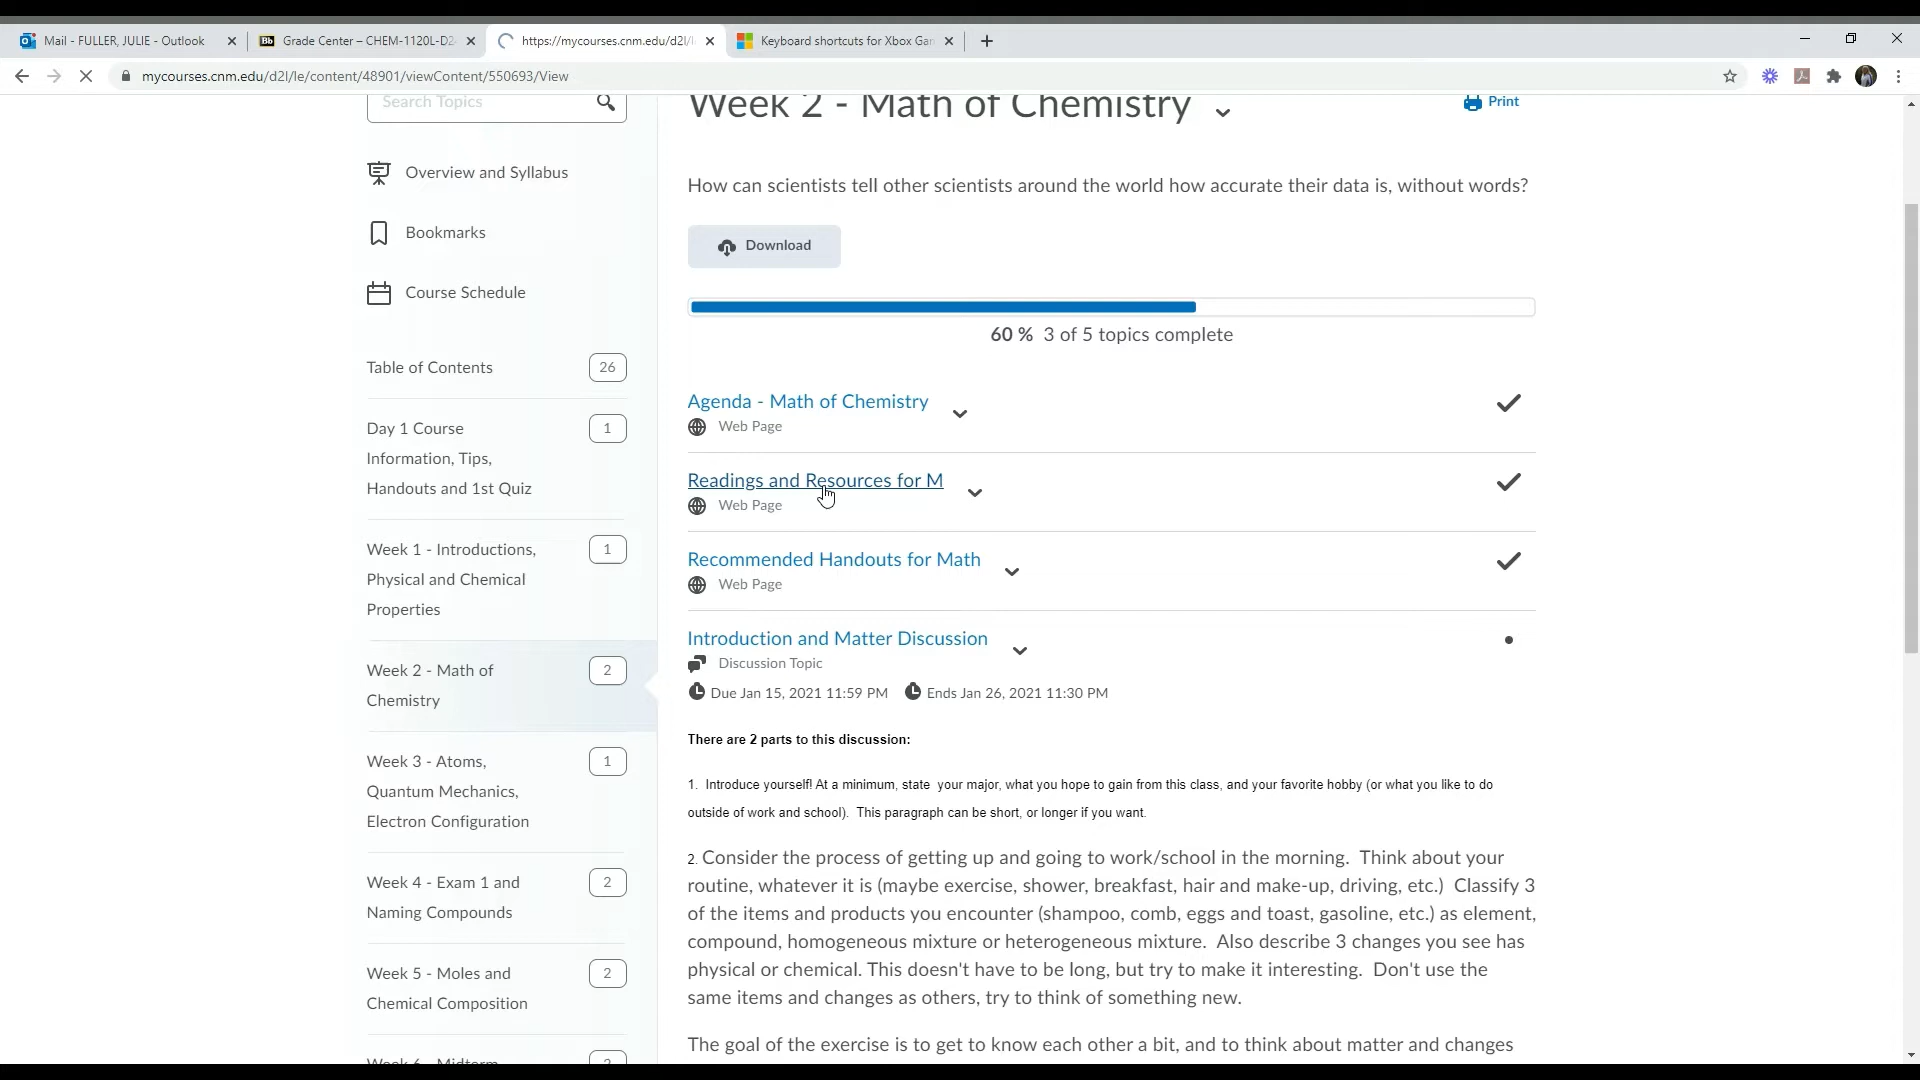 Mail - FULLER, JULIE - Outlook
Bb Grade Center – CHEM-1120L-D2
https://mycourses.cnm.edu/d2l/l
Keyboard shortcuts for Xbox Gan
mycourses.cnm.edu/d2l/le/content/48901/viewContent/550693/View
Search Topics
Overview and Syllabus
Bookmarks
Course Schedule
Table of Contents 26
Day 1 Course 1
Information, Tips,
Handouts and 1st Quiz
Week 1 - Introductions, 1
Physical and Chemical
Properties
Week 2 - Math of 2
Chemistry
Week 3 - Atoms, 1
Quantum Mechanics,
Electron Configuration
Week 4 - Exam 1 and 2
Naming Compounds
Week 5 - Moles and 2
Chemical Composition
Week 6 - Midterm
Week 2 - Math of Chemistry
Print
How can scientists tell other scientists around the world how accurate their data is, without words?
Download
60 % 3 of 5 topics complete
Agenda - Math of Chemistry
Web Page
Readings and Resources for M
Web Page
Recommended Handouts for Math
Web Page
Introduction and Matter Discussion
Discussion Topic
Due Jan 15, 2021 11:59 PM Ends Jan 26, 2021 11:30 PM
There are 2 parts to this discussion:
1. Introduce yourself! At a minimum, state your major, what you hope to gain from this class, and your favorite hobby (or what you like to do
outside of work and school). This paragraph can be short, or longer if you want.
2. Consider the process of getting up and going to work/school in the morning. Think about your
routine, whatever it is (maybe exercise, shower, breakfast, hair and make-up, driving, etc.) Classify 3
of the items and products you encounter (shampoo, comb, eggs and toast, gasoline, etc.) as element,
compound, homogeneous mixture or heterogeneous mixture. Also describe 3 changes you see has
physical or chemical. This doesn't have to be long, but try to make it interesting. Don't use the
same items and changes as others, try to think of something new.
The goal of the exercise is to get to know each other a bit, and to think about matter and changes